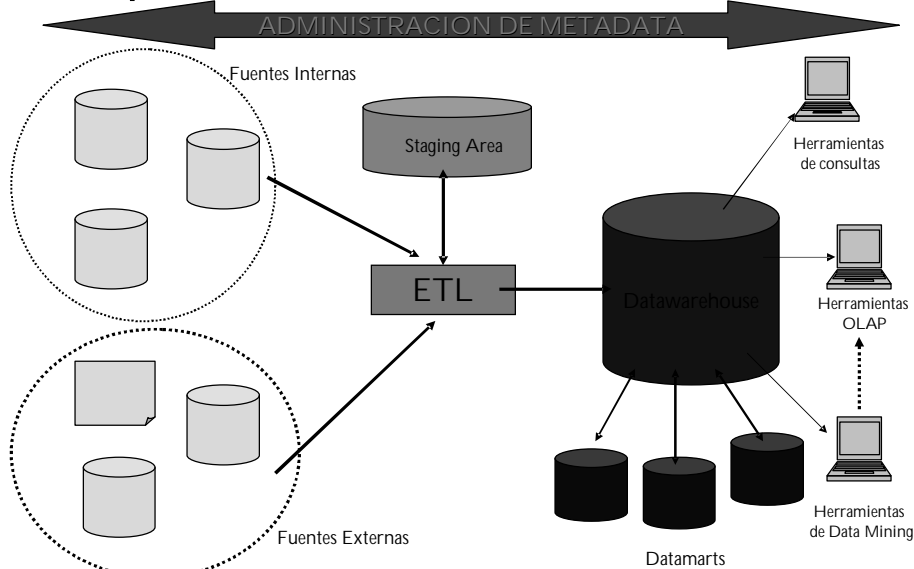 ADMINISTRACION DE METADATA
Fuentes Internas
Staging Area
Herramientas
de consultas
ETL
Datawarehouse
Herramientas
OLAP
Fuentes Externas
Datamarts
Herramientas
de Data Mining